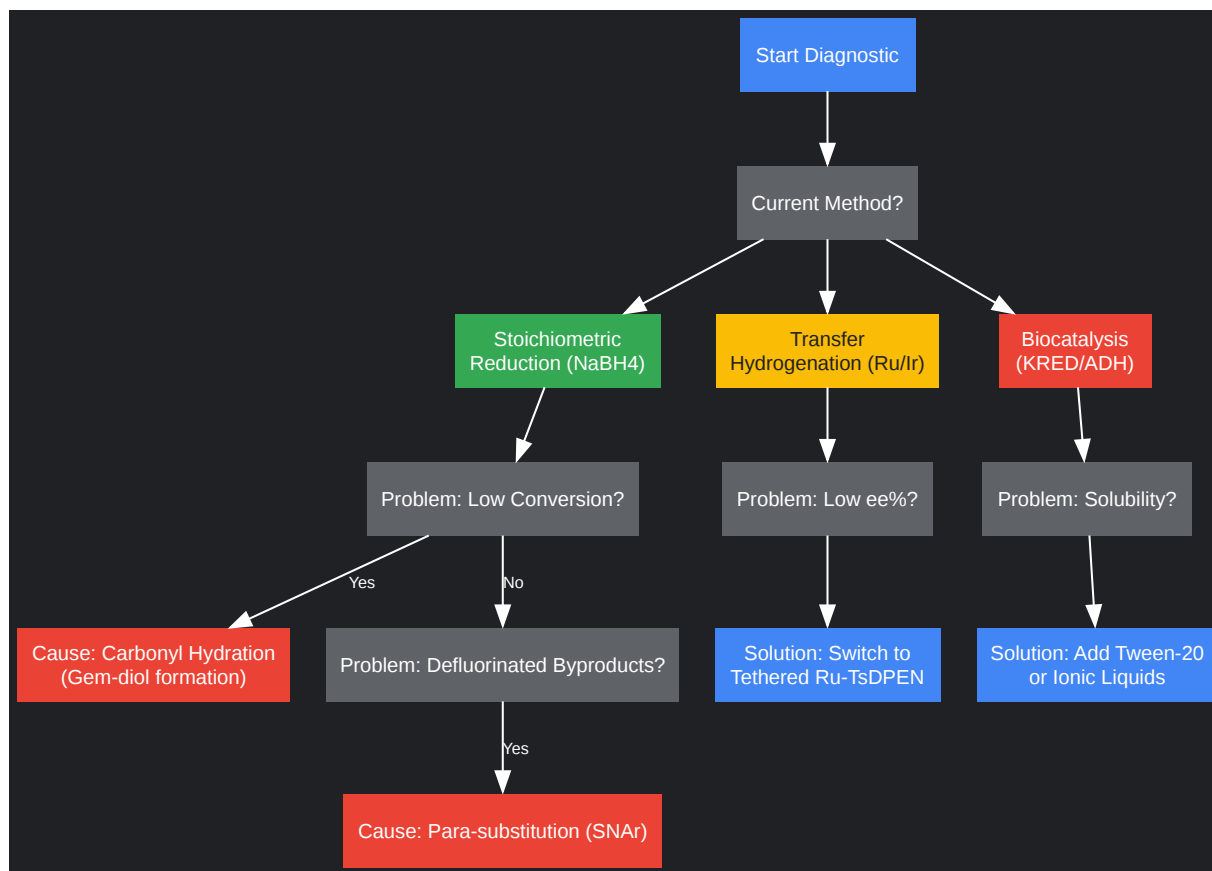 Start Diagnostic
Current Method?
Stoichiometric
Reduction (NaBH4)
Transfer
Hydrogenation (Ru/Ir)
Biocatalysis
(KRED/ADH)
Problem: Low Conversion?
Problem: Low ee%?
Problem: Solubility?
Yes
No
Cause: Carbonyl Hydration
(Gem-diol formation)
Problem: Defluorinated Byproducts?
Solution: Switch to
Tethered Ru-TsDPEN
Solution: Add Tween-20
or Ionic Liquids
Yes
Cause: Para-substitution (SNAr)